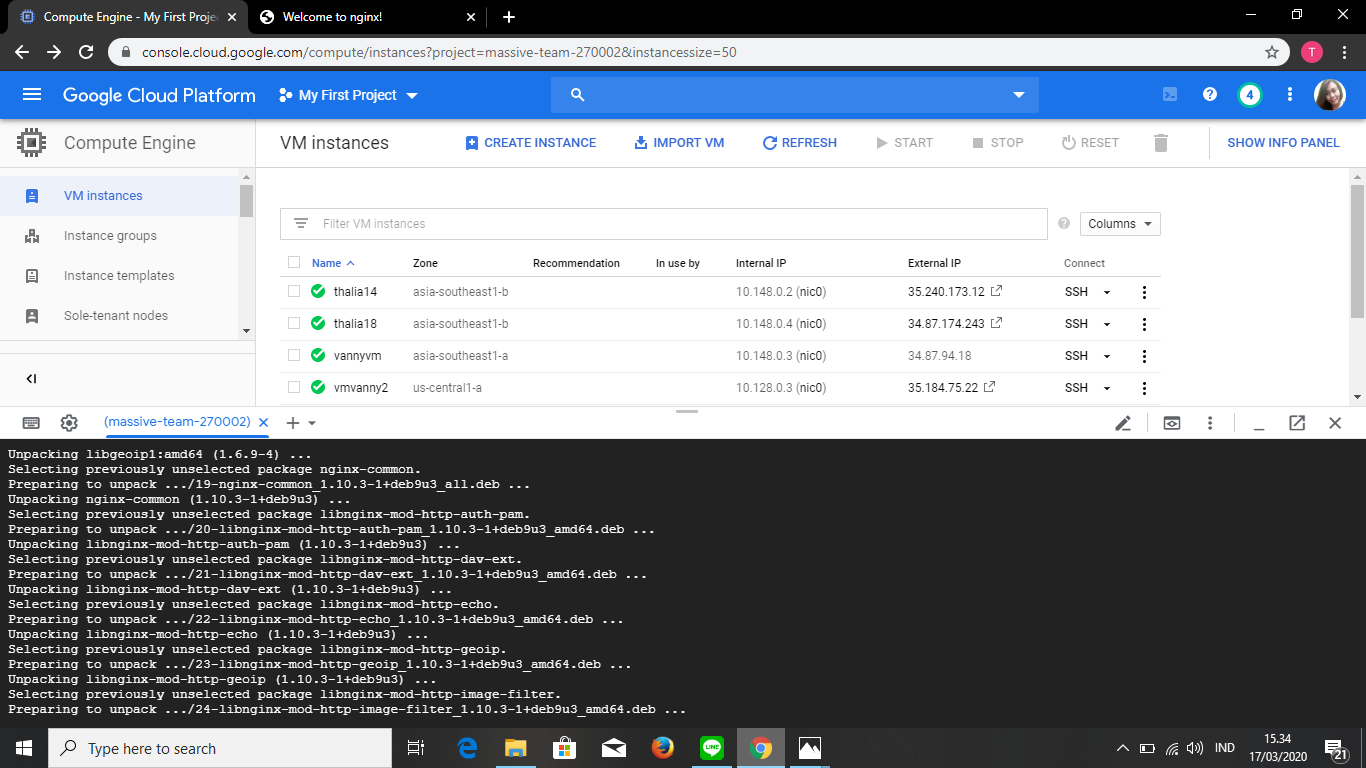 Compute Engine - My First Proje
Welcome to nginx!
console.cloud.google.com/compute/instances?project=massive-team-270002&instancessize=50
T
Google Cloud Platform
My First Project
4
Compute Engine
VM instances
CREATE INSTANCE
IMPORT VM
REFRESH
START
STOP
RESET
SHOW INFO PANEL
VM instances
Instance groups
Instance templates
Sole-tenant nodes
Filter VM instances
Columns
Name Zone Recommendation In use by Internal IP External IP Connect
thalia14 asia-southeast1-b 10.148.0.2 (nic0) 35.240.173.12 SSH
thalia18 asia-southeast1-b 10.148.0.4 (nic0) 34.87.174.243 SSH
vannyvm asia-southeast1-a 10.148.0.3 (nic0) 34.87.94.18 SSH
vmvanny2 us-central1-a 10.128.0.3 (nic0) 35.184.75.22 SSH
(massive-team-270002)
Unpacking libgeoip1:amd64 (1.6.9-4) ...
Selecting previously unselected package nginx-common.
Preparing to unpack .../19-nginx-common_1.10.3-1+deb9u3_all.deb ...
Unpacking nginx-common (1.10.3-1+deb9u3) ...
Selecting previously unselected package libnginx-mod-http-auth-pam.
Preparing to unpack .../20-libnginx-mod-http-auth-pam_1.10.3-1+deb9u3_amd64.deb ...
Unpacking libnginx-mod-http-auth-pam (1.10.3-1+deb9u3) ...
Selecting previously unselected package libnginx-mod-http-dav-ext.
Preparing to unpack .../21-libnginx-mod-http-dav-ext_1.10.3-1+deb9u3_amd64.deb ...
Unpacking libnginx-mod-http-dav-ext (1.10.3-1+deb9u3) ...
Selecting previously unselected package libnginx-mod-http-echo.
Preparing to unpack .../22-libnginx-mod-http-echo_1.10.3-1+deb9u3_amd64.deb ...
Unpacking libnginx-mod-http-echo (1.10.3-1+deb9u3) ...
Selecting previously unselected package libnginx-mod-http-geoip.
Preparing to unpack .../23-libnginx-mod-http-geoip_1.10.3-1+deb9u3_amd64.deb ...
Unpacking libnginx-mod-http-geoip (1.10.3-1+deb9u3) ...
Selecting previously unselected package libnginx-mod-http-image-filter.
Preparing to unpack .../24-libnginx-mod-http-image-filter_1.10.3-1+deb9u3_amd64.deb ...
Type here to search
LINE
IND
15.34
17/03/2020
21